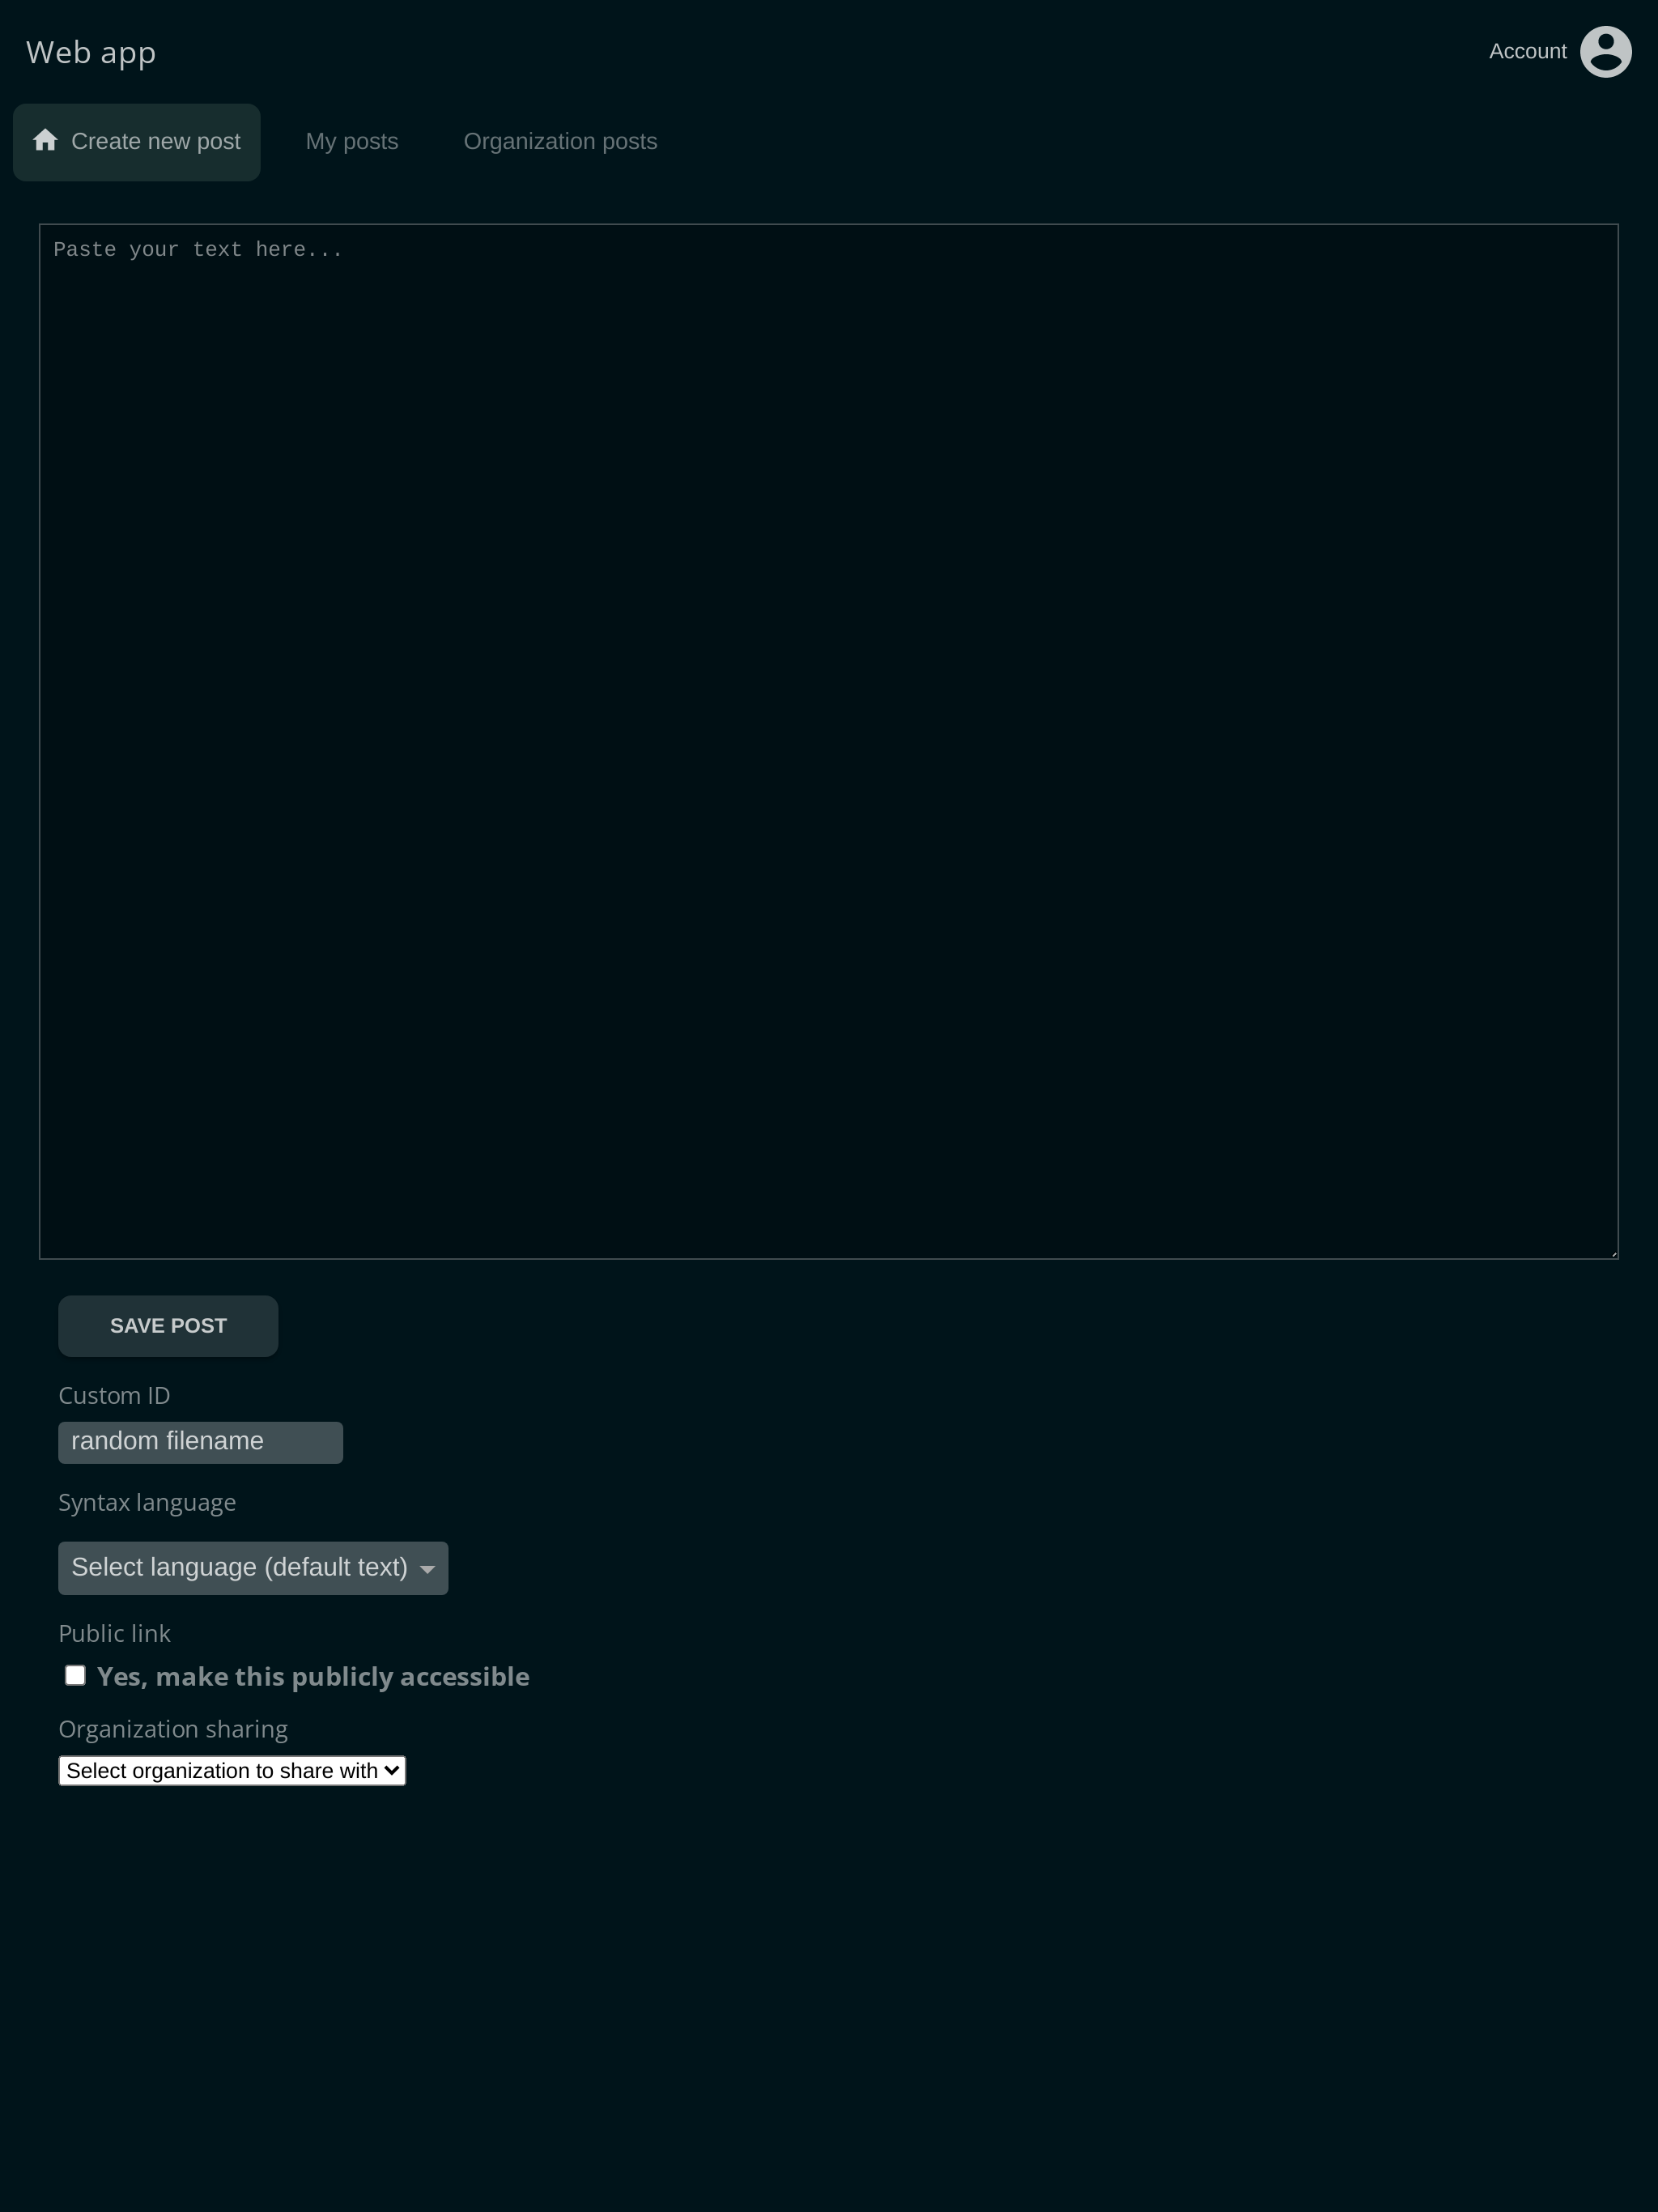 Web app
Account
Create new post
My posts
Organization posts
Paste your text here...
SAVE POST
Custom ID
random filename
Syntax language
Select language (default text)
Public link
Yes, make this publicly accessible
Organization sharing
Select organization to share with